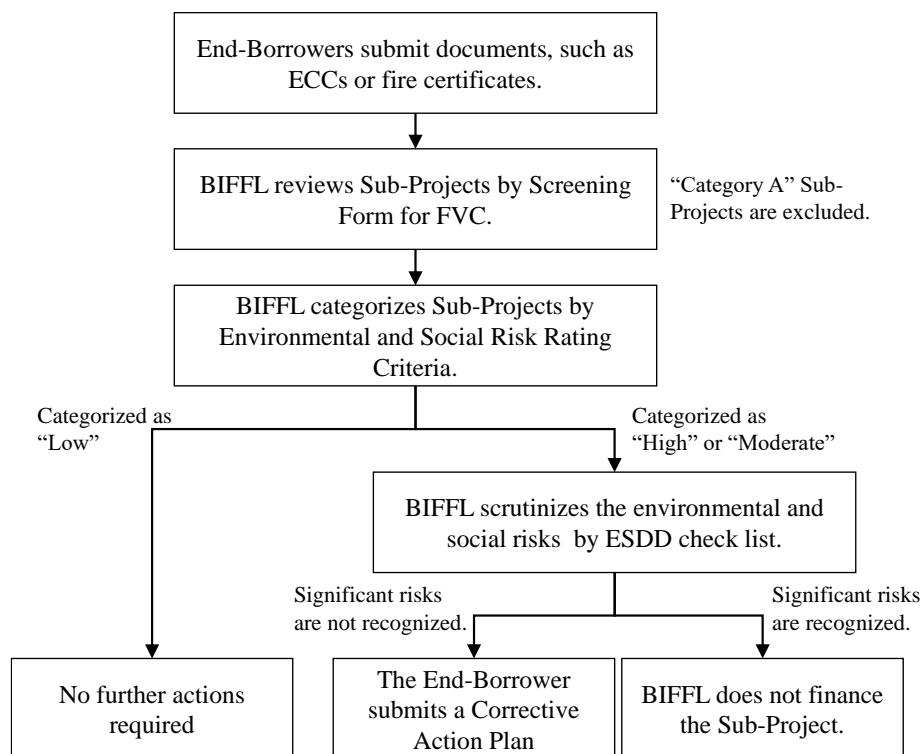 End-Borrowers submit documents, such as
ECCs or fire certificates.
BIFFL reviews Sub-Projects by Screening
Form for FVC.
“Category A” Sub-
Projects are excluded.
BIFFL categorizes Sub-Projects by
Environmental and Social Risk Rating
Criteria.
Categorized as
“Low”
Categorized as
“High” or “Moderate”
BIFFL scrutinizes the environmental and
social risks by ESDD check list.
Significant risks
are not recognized.
Significant risks
are recognized.
No further actions
required
The End-Borrower
submits a Corrective
Action Plan
BIFFL does not finance
the Sub-Project.